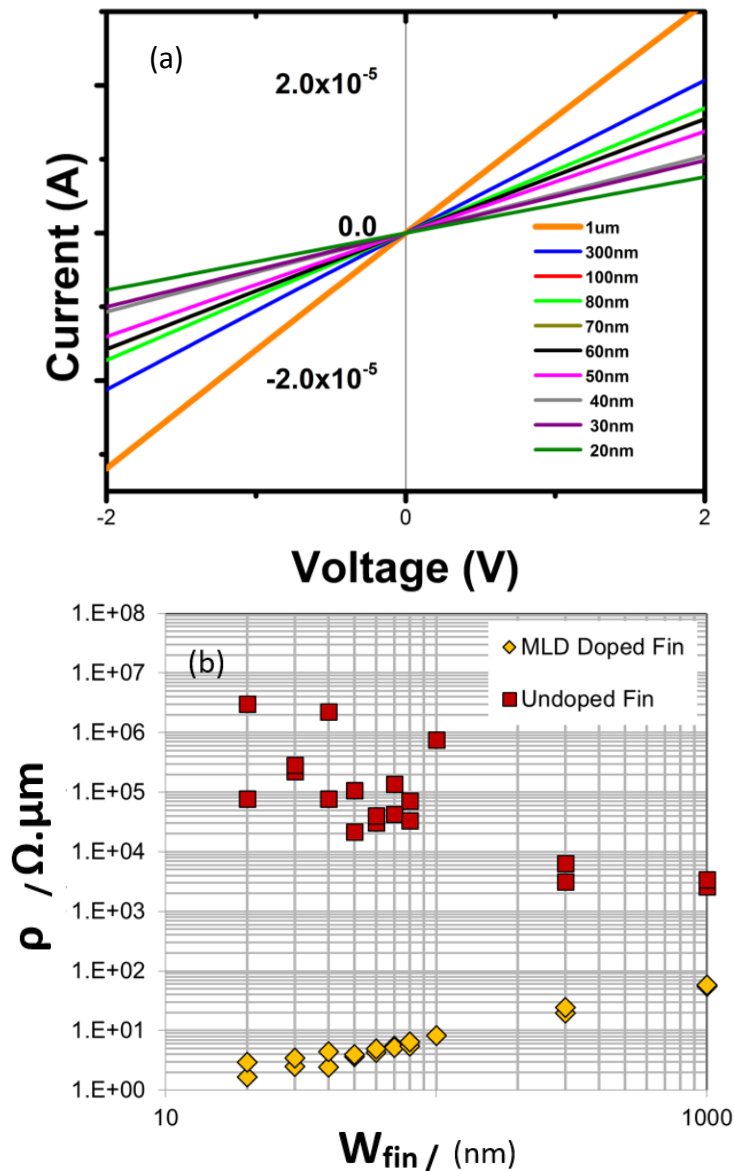 (a)
2.0x10⁻⁵
0.0
-2.0x10⁻⁵
Current (A)
1um
300nm
100nm
80nm
70nm
60nm
50nm
40nm
30nm
20nm
-2
0
2
Voltage (V)
(b)
1.E+08
1.E+07
1.E+06
1.E+05
1.E+04
1.E+03
1.E+02
1.E+01
1.E+00
ρ / Ω.μm
MLD Doped Fin
Undoped Fin
10
1000
Wfin / (nm)